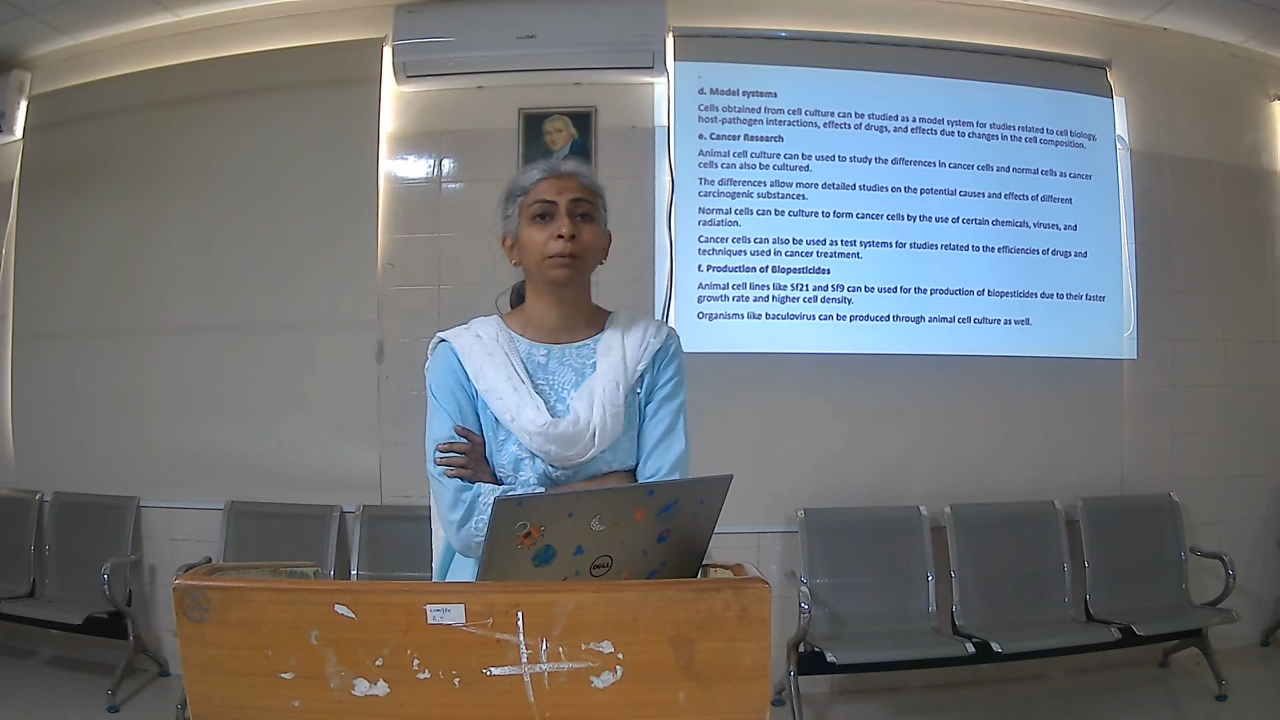 d. Model systems
Cells obtained from cell culture can be studied as a model system for studies related to cell biology,
host-pathogen interactions, effects of drugs, and effects due to changes in the cell composition.
e. Cancer Research
Animal cell culture can be used to study the differences in cancer cells and normal cells as cancer
cells can also be cultured.
The differences allow more detailed studies on the potential causes and effects of different
carcinogenic substances.
Normal cells can be culture to form cancer cells by the use of certain chemicals, viruses, and
radiation.
Cancer cells can also be used as test systems for studies related to the efficiencies of drugs and
techniques used in cancer treatment.
f. Production of Biopesticides
Animal cell lines like Sf21 and Sf9 can be used for the production of biopesticides due to their faster
growth rate and higher cell density.
Organisms like baculovirus can be produced through animal cell culture as well.
DELL